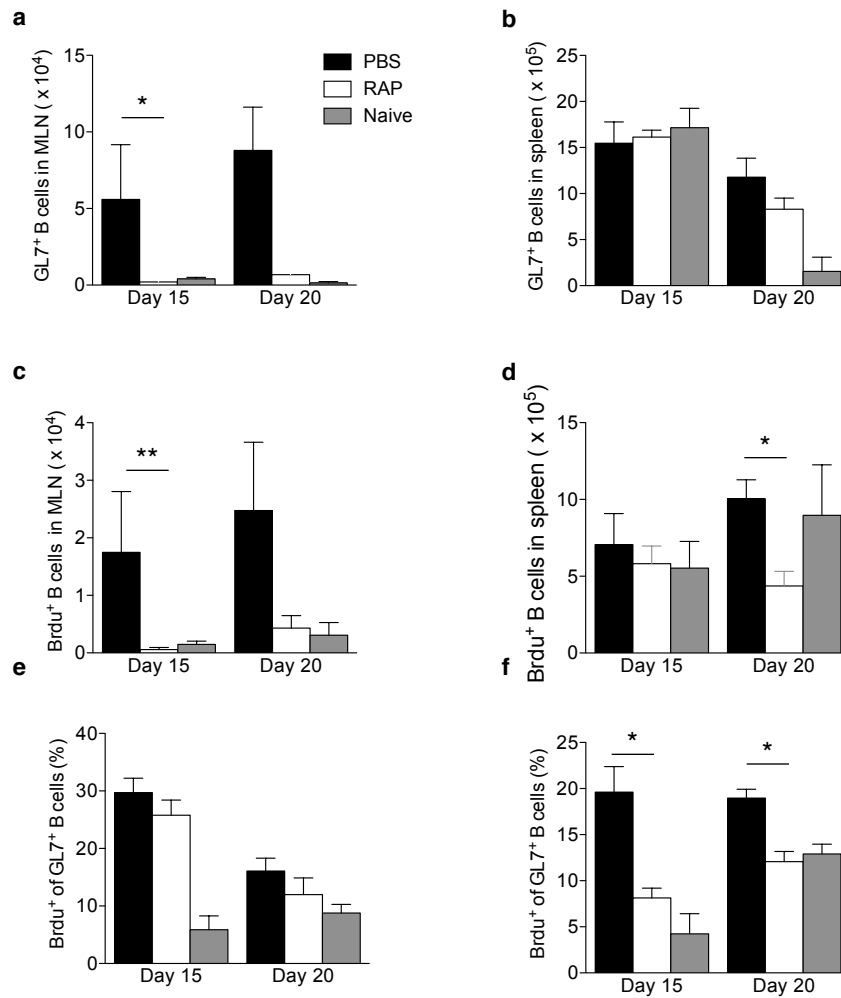 a
GL7+ B cells in MLN ( x 10^4)
15
10
5
0
*
PBS
RAP
Naive
Day 15 Day 20
b
GL7+ B cells in spleen ( x 10^5)
25
20
15
10
5
0
Day 15 Day 20
c
Brdu+ B cells in MLN ( x 10^4)
4
3
2
1
0
**
Day 15 Day 20
d
Brdu+ B cells in spleen ( x 10^5)
15
10
5
0
*
Day 15 Day 20
e
Brdu+ of GL7+ B cells (%)
40
30
20
10
0
Day 15 Day 20
f
Brdu+ of GL7+ B cells (%)
25
20
15
10
5
0
* *
Day 15 Day 20